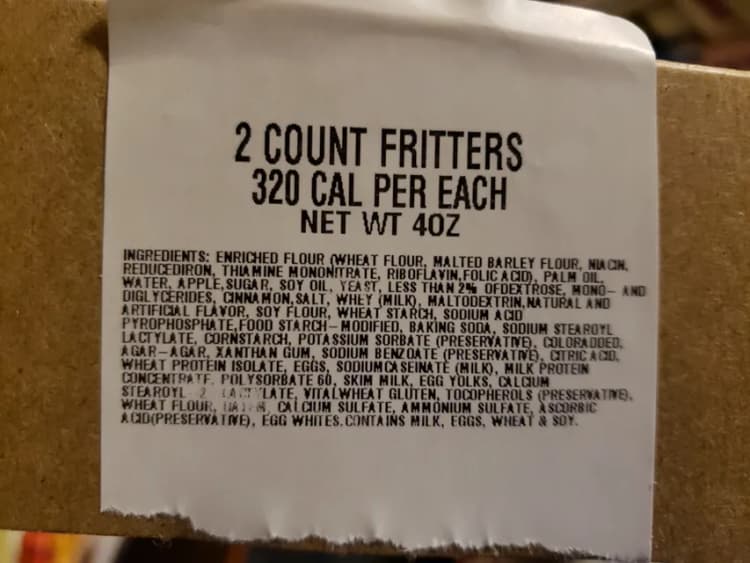 2 COUNT FRITTERS
320 CAL PER EACH
NET WT 4OZ
INGREDIENTS: ENRICHED FLOUR (WHEAT FLOUR, MALTED BARLEY FLOUR, NIACIN,
REDUCEDIRON, THIAMINE MONONITRATE, RIBOFLAVIN,FOLIC ACID), PALM OIL,
WATER, APPLE,SUGAR, SOY OIL, YEAST, LESS THAN 2% OFDEXTROSE, MONO- AND
DIGLYCERIDES, CINNAMON,SALT, WHEY (MILK), MALTODEXTRIN,NATURAL AND
ARTIFICIAL FLAVOR, SOY FLOUR, WHEAT STARCH, SODIUM ACID
PYROPHOSPHATE,FOOD STARCH-MODIFIED, BAKING SODA, SODIUM STEAROYL
LACTYLATE, CORNSTARCH, POTASSIUM SORBATE (PRESERVATIVE), COLORADDED,
AGAR-AGAR, XANTHAN GUM, SODIUM BENZOATE (PRESERVATIVE), CITRIC ACID,
WHEAT PROTEIN ISOLATE, EGGS, SODIUMCASEINATE (MILK), MILK PROTEIN
CONCENTRATE, POLYSORBATE 60, SKIM MILK, EGG YOLKS, CALCIUM
STEAROYL 2 LACTYLATE, VITALWHEAT GLUTEN, TOCOPHEROLS (PRESERVATIVE),
WHEAT FLOUR, CALCIUM SULFATE, AMMONIUM SULFATE, ASCORBIC
ACID(PRESERVATIVE), EGG WHITES.CONTAINS MILK, EGGS, WHEAT & SOY.